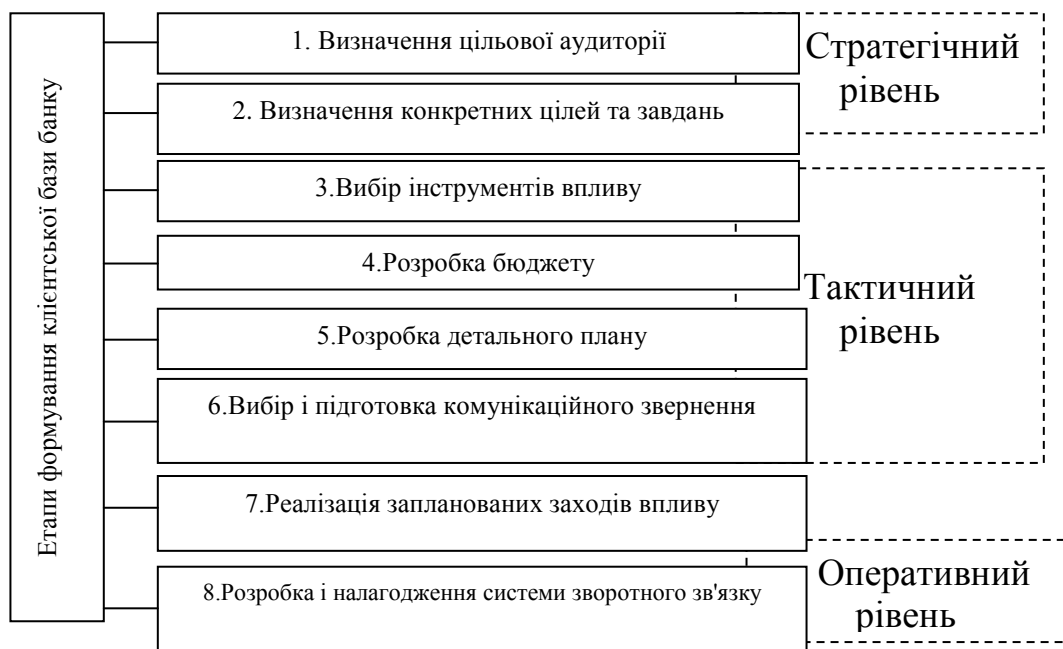 Етапи формування клієнтської бази банку
1. Визначення цільової аудиторії
2. Визначення конкретних цілей та завдань
Стратегічний
рівень
3.Вибір інструментів впливу
4.Розробка бюджету
5.Розробка детального плану
6.Вибір і підготовка комунікаційного звернення
Тактичний
рівень
7.Реалізація запланованих заходів впливу
8.Розробка і налагодження системи зворотного зв'язку
Оперативний
рівень